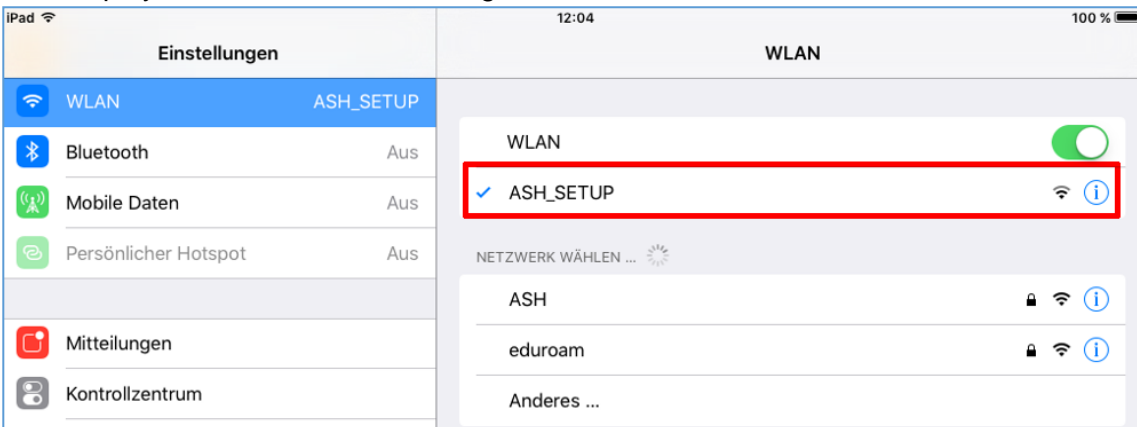 iPad 12:04 100 %
Einstellungen
WLAN
WLAN ASH_SETUP
Bluetooth Aus
Mobile Daten Aus
Persönlicher Hotspot Aus
Mitteilungen
Kontrollzentrum
WLAN
ASH_SETUP
NETZWERK WÄHLEN ...
ASH
eduroam
Anderes ...